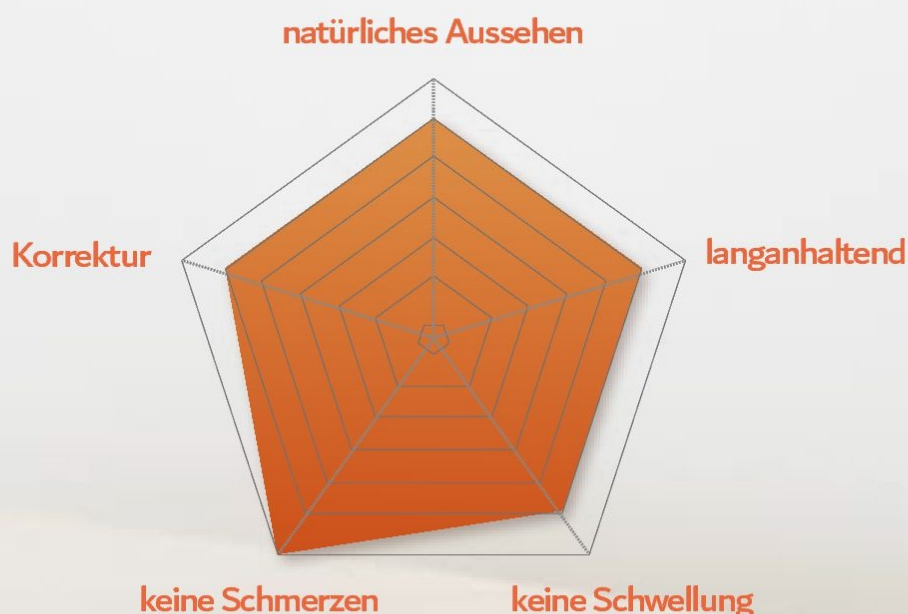 natürliches Aussehen
Korrektur
langanhaltend
keine Schmerzen
keine Schwellung